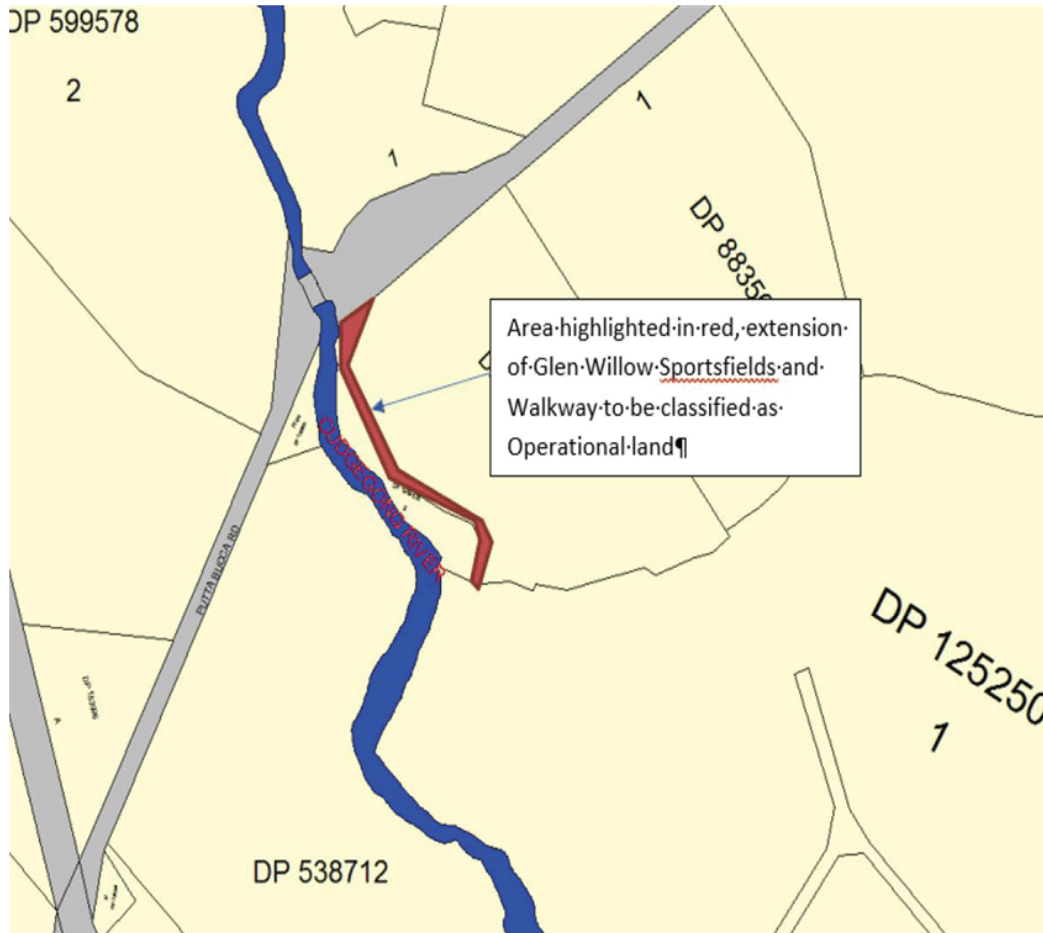 DP 599578
2
1
1
DP 8835
Area·highlighted·in·red,·extension·
of·Glen·Willow·Sportsfields·and·
Walkway·to·be·classified·as·
Operational·land¶
CUDGEGONG RIVER
PUTTA BUCCA RD
DP 125250
1
A
DP 538712